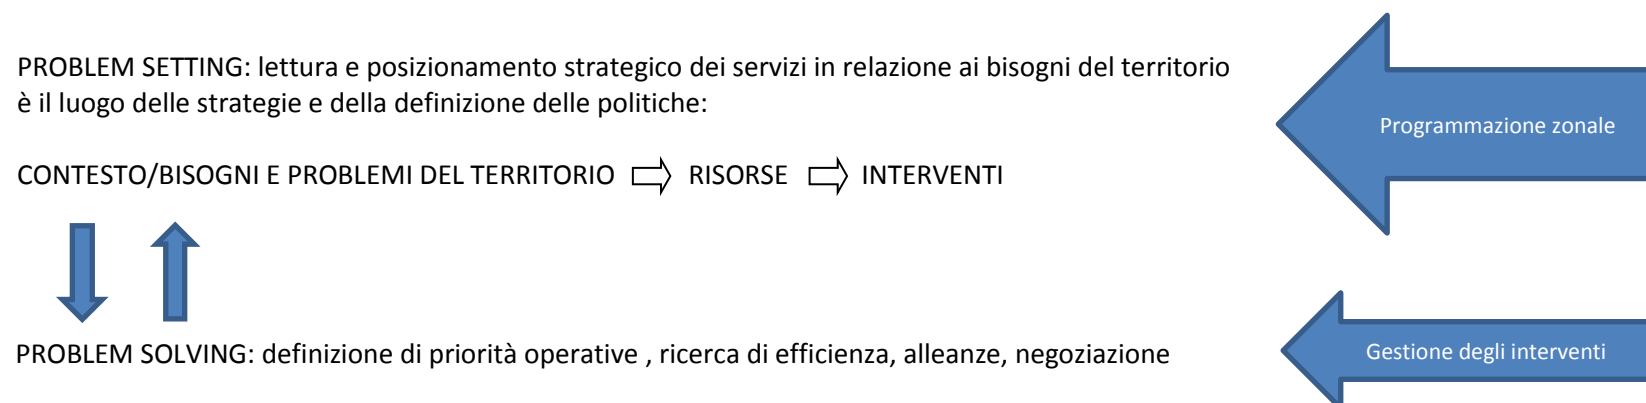 PROBLEM SETTING: lettura e posizionamento strategico dei servizi in relazione ai bisogni del territorio
è il luogo delle strategie e della definizione delle politiche:
Programmazione zonale
CONTESTO/BISOGNI E PROBLEMI DEL TERRITORIO RISORSE INTERVENTI
PROBLEM SOLVING: definizione di priorità operative , ricerca di efficienza, alleanze, negoziazione
Gestione degli interventi